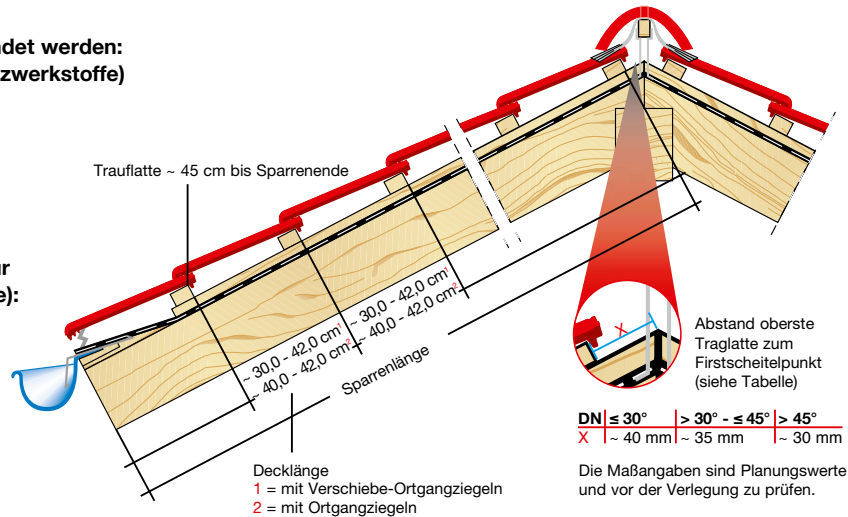 ndet werden:
zwerkstoffe)
Trauflatte ~ 45 cm bis Sparrenende
ür
e):
~ 30,0 - 42,0 cm¹
~ 40,0 - 42,0 cm²
~ 30,0 - 42,0 cm¹
~ 40,0 - 42,0 cm²
Sparrenlänge
X
Abstand oberste
Traglatte zum
Firstscheitelpunkt
(siehe Tabelle)
DN ≤ 30° > 30° - ≤ 45° > 45°
X ~ 40 mm ~ 35 mm ~ 30 mm
Decklänge
1 = mit Verschiebe-Ortgangziegeln
2 = mit Ortgangziegeln
Die Maßangaben sind Planungswerte
und vor der Verlegung zu prüfen.